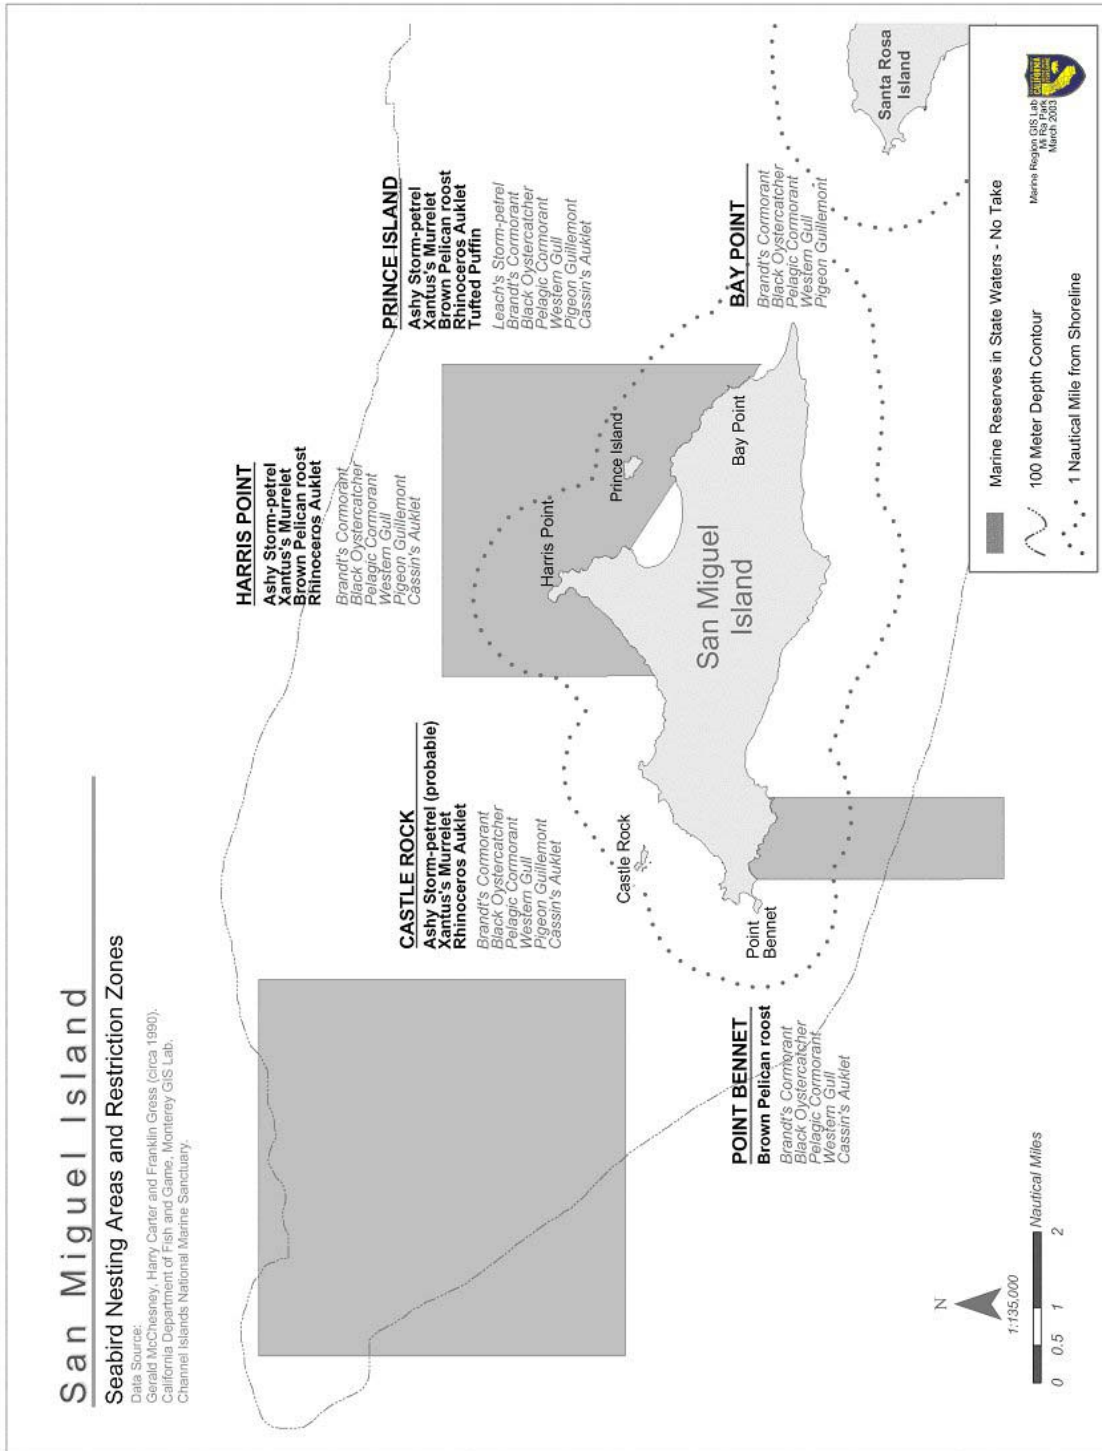 San Miguel Island
Seabird Nesting Areas and Restriction Zones
Data Source:
Gerald McChesney, Harry Carter and Franklin Gress (circa 1990).
California Department of Fish and Game, Monterey GIS Lab.
Channel Islands National Marine Sanctuary.
HARRIS POINT
Ashy Storm-petrel
Xantus's Murrelet
Brown Pelican roost
Rhinoceros Auklet
Brandt's Cormorant
Black Oystercatcher
Pelagic Cormorant
Western Gull
Pigeon Guillemont
Cassin's Auklet
PRINCE ISLAND
Ashy Storm-petrel
Xantus's Murrelet
Brown Pelican roost
Rhinoceros Auklet
Tufted Puffin
Leach's Storm-petrel
Brandt's Cormorant
Black Oystercatcher
Pelagic Cormorant
Western Gull
Pigeon Guillemont
Cassin's Auklet
CASTLE ROCK
Ashy Storm-petrel (probable)
Xantus's Murrelet
Rhinoceros Auklet
Brandt's Cormorant
Black Oystercatcher
Pelagic Cormorant
Western Gull
Pigeon Guillemont
Cassin's Auklet
Harris Point
Prince Island
Castle Rock
San Miguel
Island
Bay Point
Point
Bennet
POINT BENNET
Brown Pelican roost
Brandt's Cormorant
Black Oystercatcher
Pelagic Cormorant
Western Gull
Cassin's Auklet
BAY POINT
Brandt's Cormorant
Black Oystercatcher
Pelagic Cormorant
Western Gull
Pigeon Guillemont
Santa Rosa
Island
N
1:135,000
0 0.5 1 2
Nautical Miles
Marine Reserves in State Waters - No Take
100 Meter Depth Contour
1 Nautical Mile from Shoreline
Marine Region GIS Lab
Mi Ra Park
March 2003
CALIFORNIA